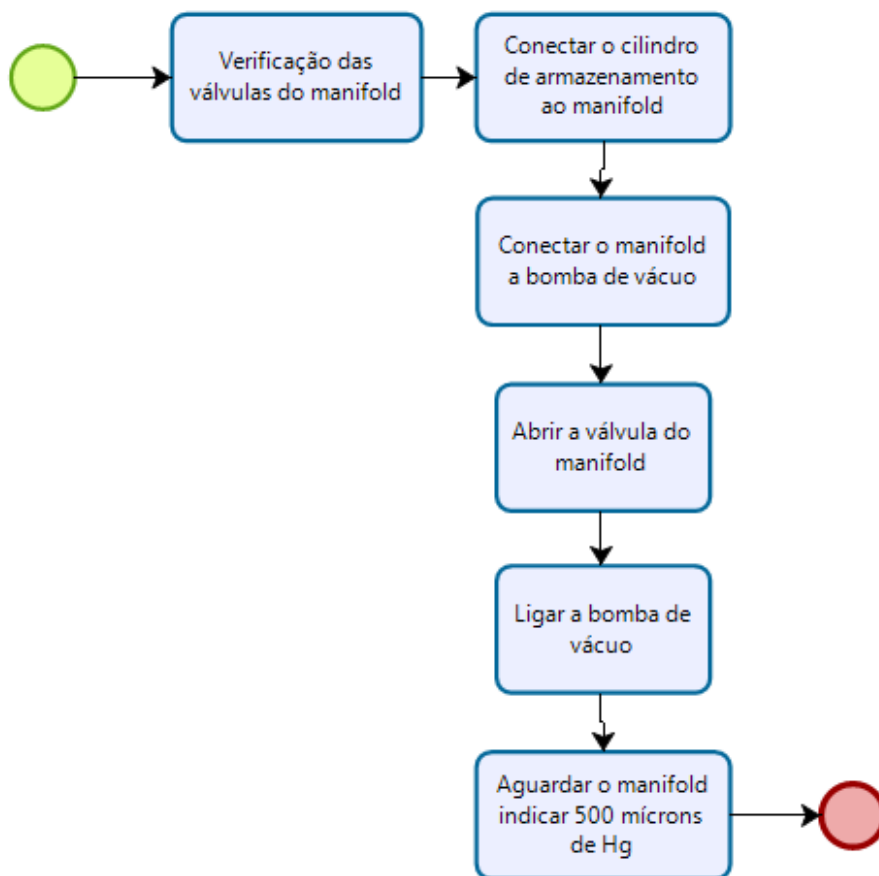 Verificação das
válvulas do manifold
Conectar o cilindro
de armazenamento
ao manifold
Conectar o manifold
a bomba de vácuo
Abrir a válvula do
manifold
Ligar a bomba de
vácuo
Aguardar o manifold
indicar 500 mícrons
de Hg